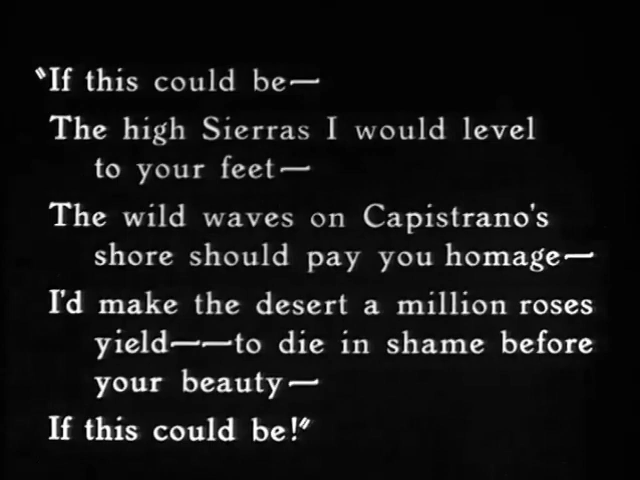 "If this could be—
The high Sierras I would level
to your feet—
The wild waves on Capistrano's
shore should pay you homage—
I'd make the desert a million roses
yield——to die in shame before
your beauty—
If this could be!"